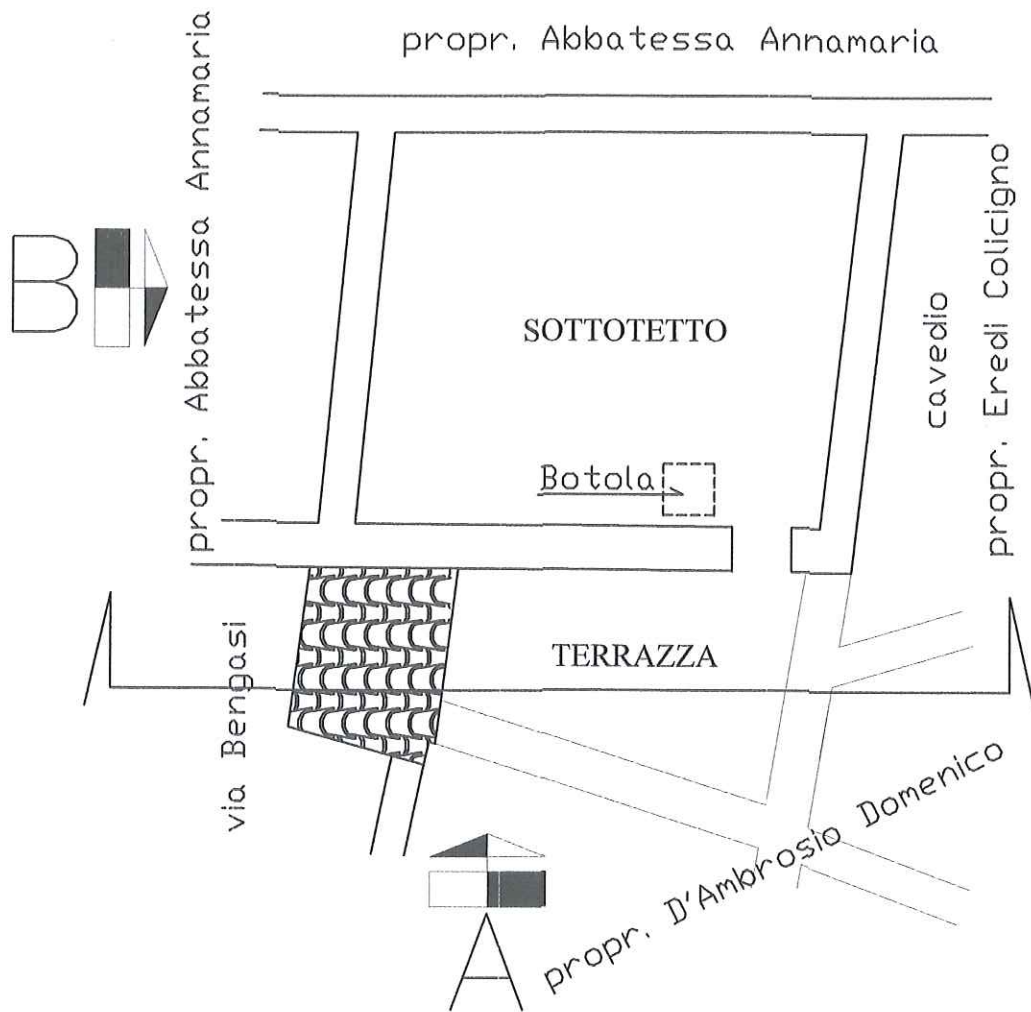 propr. Abbatessa Annamaria
propr. Abbatessa Annamaria
B
SOTTOTETTO
cavedio
propr. Eredi Colicigno
Botola
TERRAZZA
via Bengasi
propr. D'Ambrosio Domenico
A